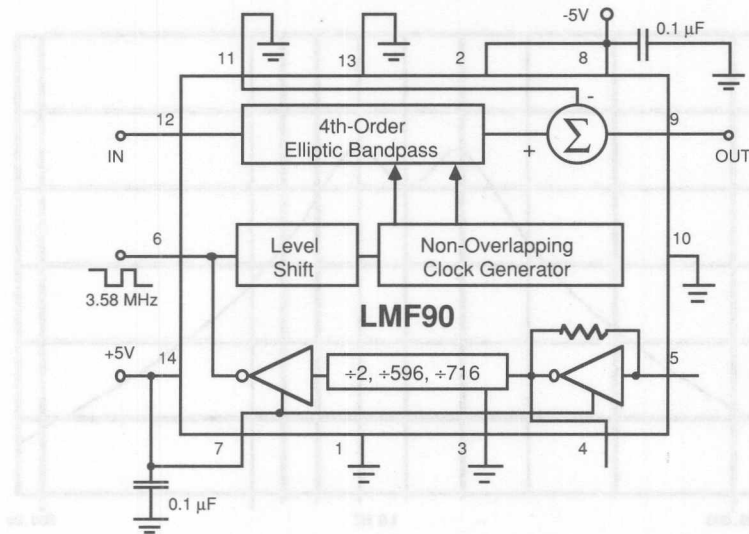 -5V
0.1 µF
11
13
2
8
12
4th-Order
Elliptic Bandpass
-
+
Σ
9
IN
OUT
6
Level
Shift
Non-Overlapping
Clock Generator
10
3.58 MHz
LMF90
+5V
14
÷2, ÷596, ÷716
5
7
1
3
4
0.1 µF